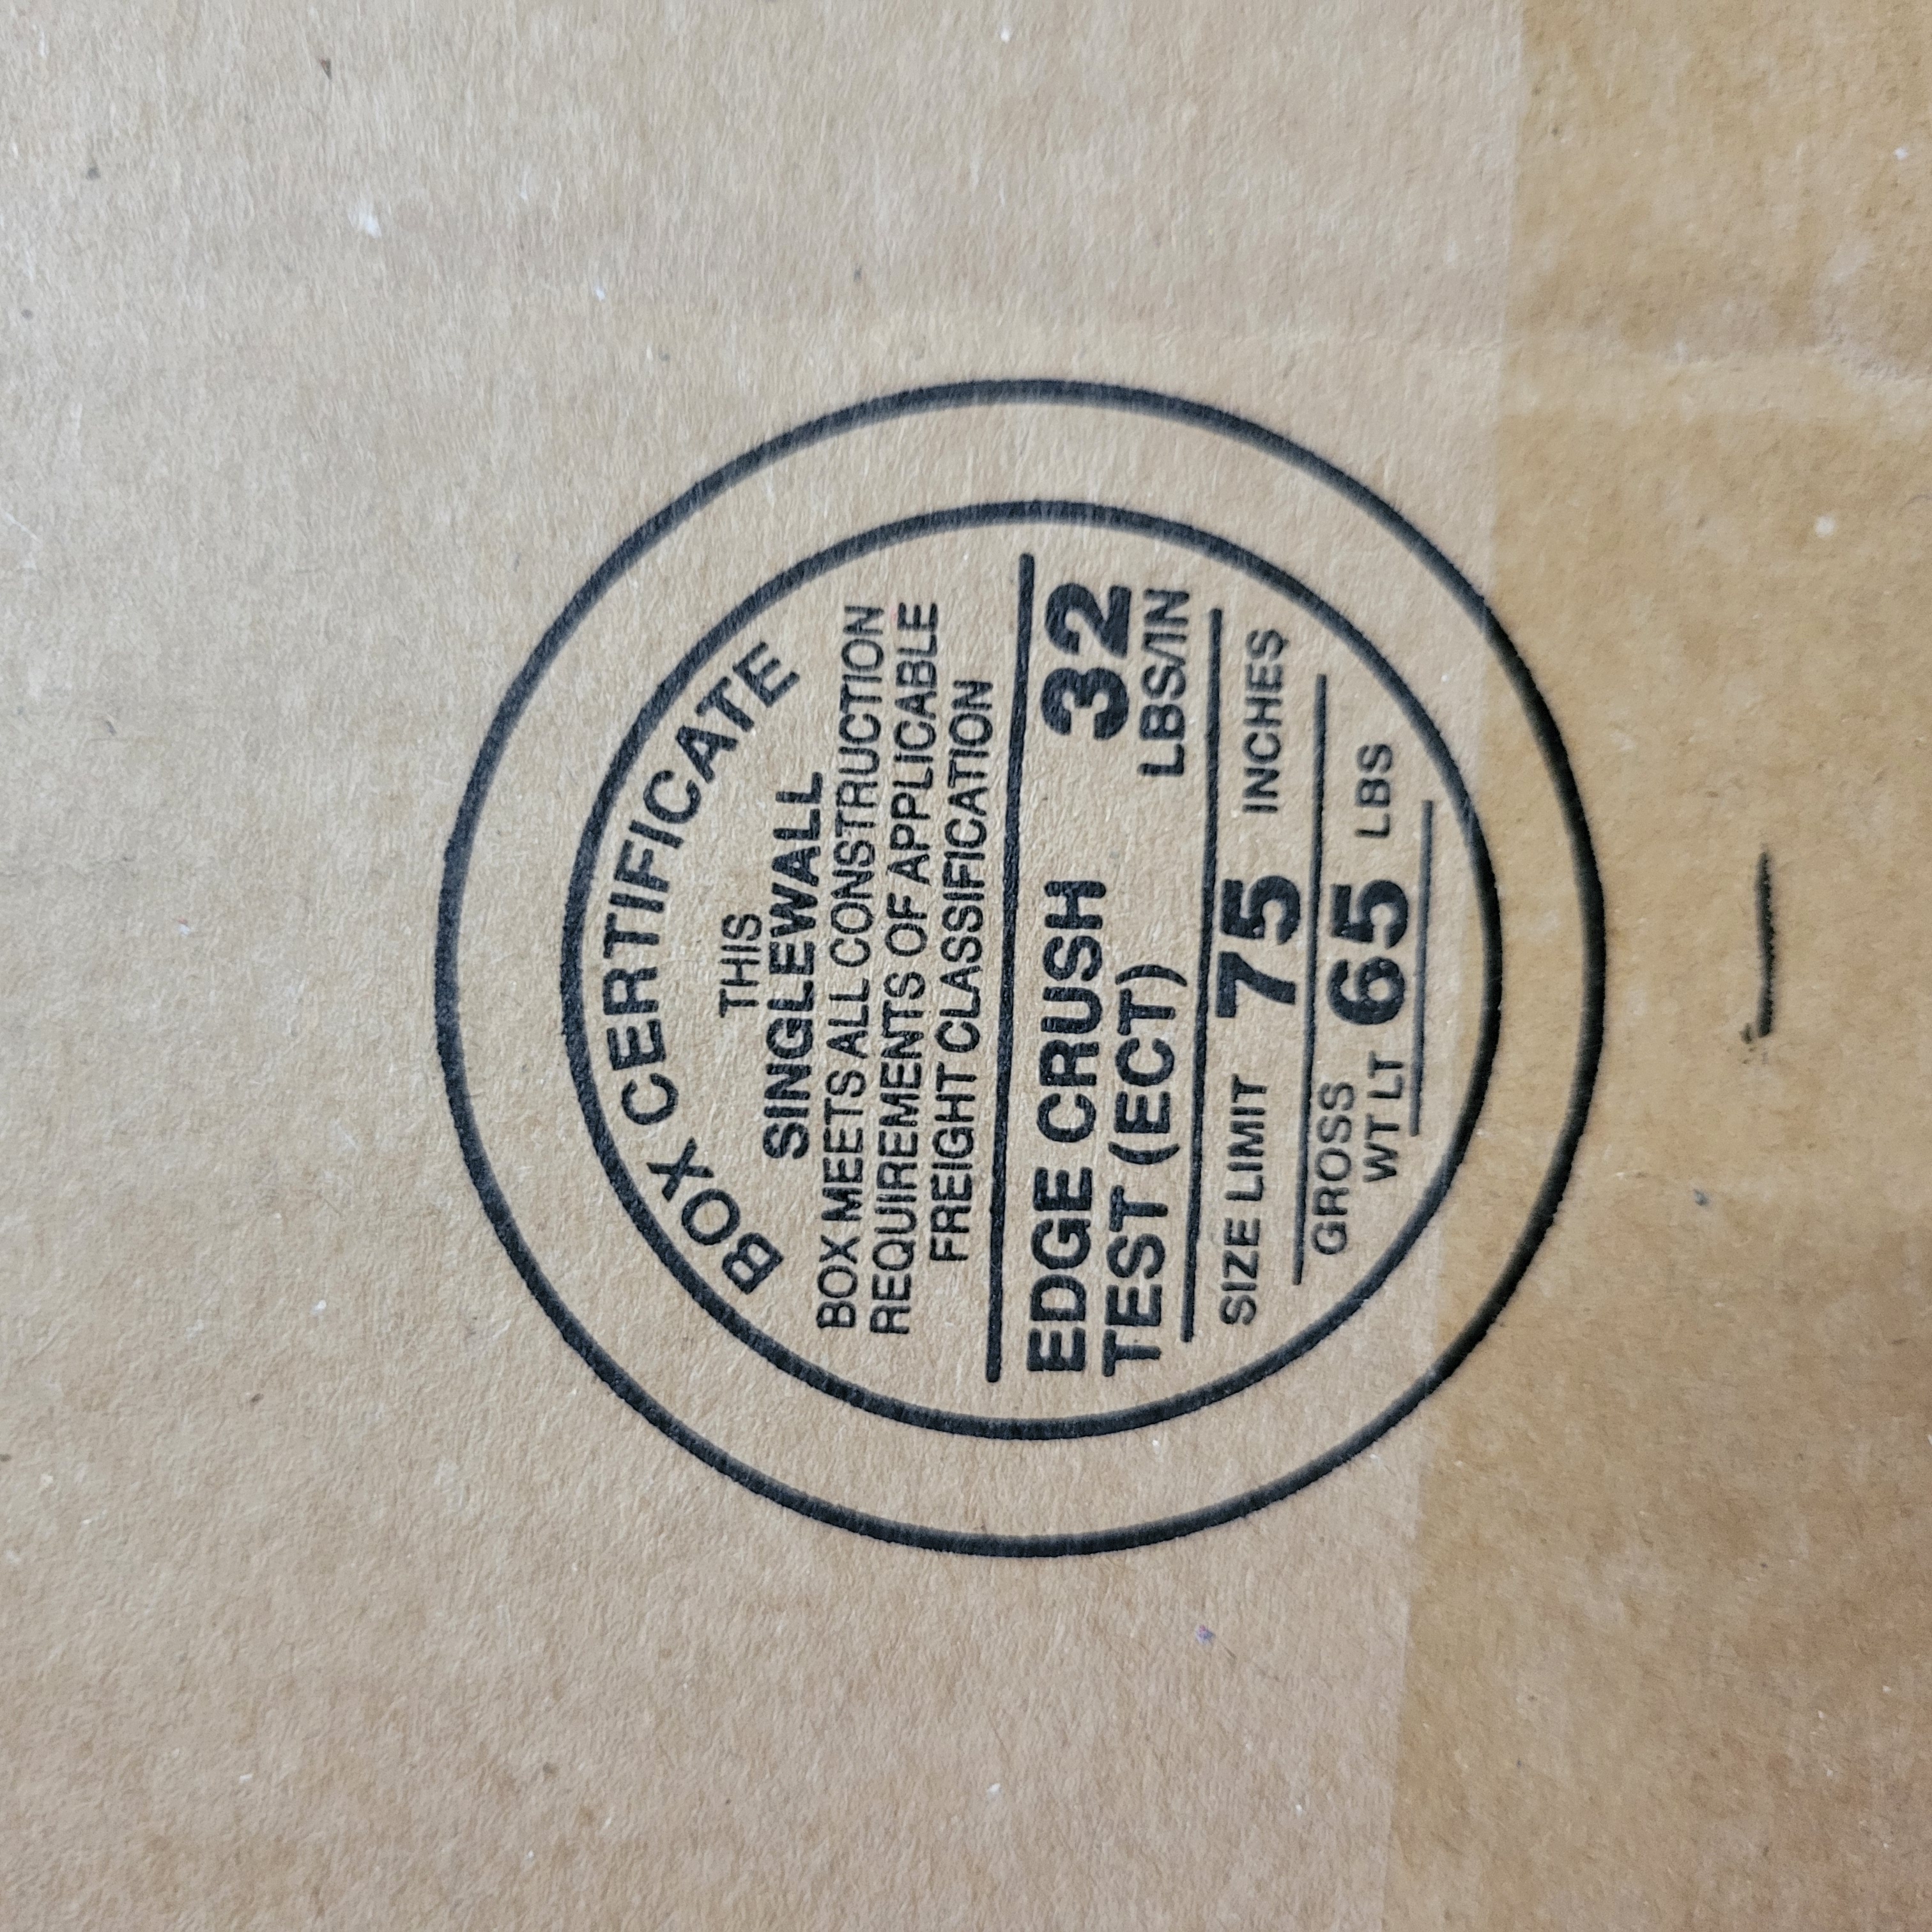 BOX CERTIFICATE
THIS
SINGLEWALL
BOX MEETS ALL CONSTRUCTION
REQUIREMENTS OF APPLICABLE
FREIGHT CLASSIFICATION
EDGE CRUSH 32
TEST (ECT) LBS/IN
SIZE LIMIT 75 INCHES
GROSS
WT LT 65 LBS